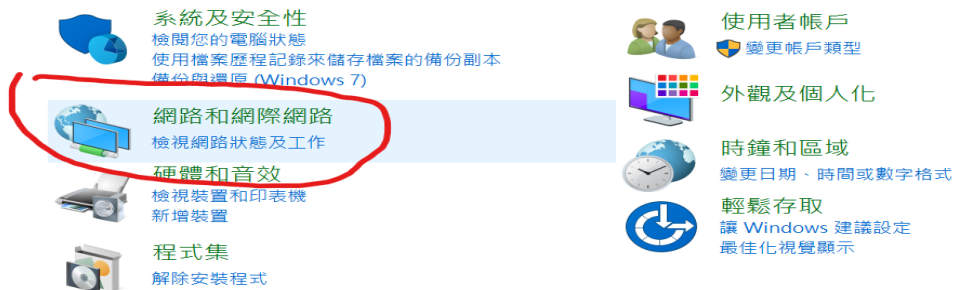 系統及安全性
檢閱您的電腦狀態
使用檔案歷程記錄來儲存檔案的備份副本
備份與還原 (Windows 7)
網路和網際網路
檢視網路狀態及工作
硬體和音效
檢視裝置和印表機
新增裝置
程式集
解除安裝程式
使用者帳戶
變更帳戶類型
外觀及個人化
時鐘和區域
變更日期、時間或數字格式
輕鬆存取
讓 Windows 建議設定
最佳化視覺顯示